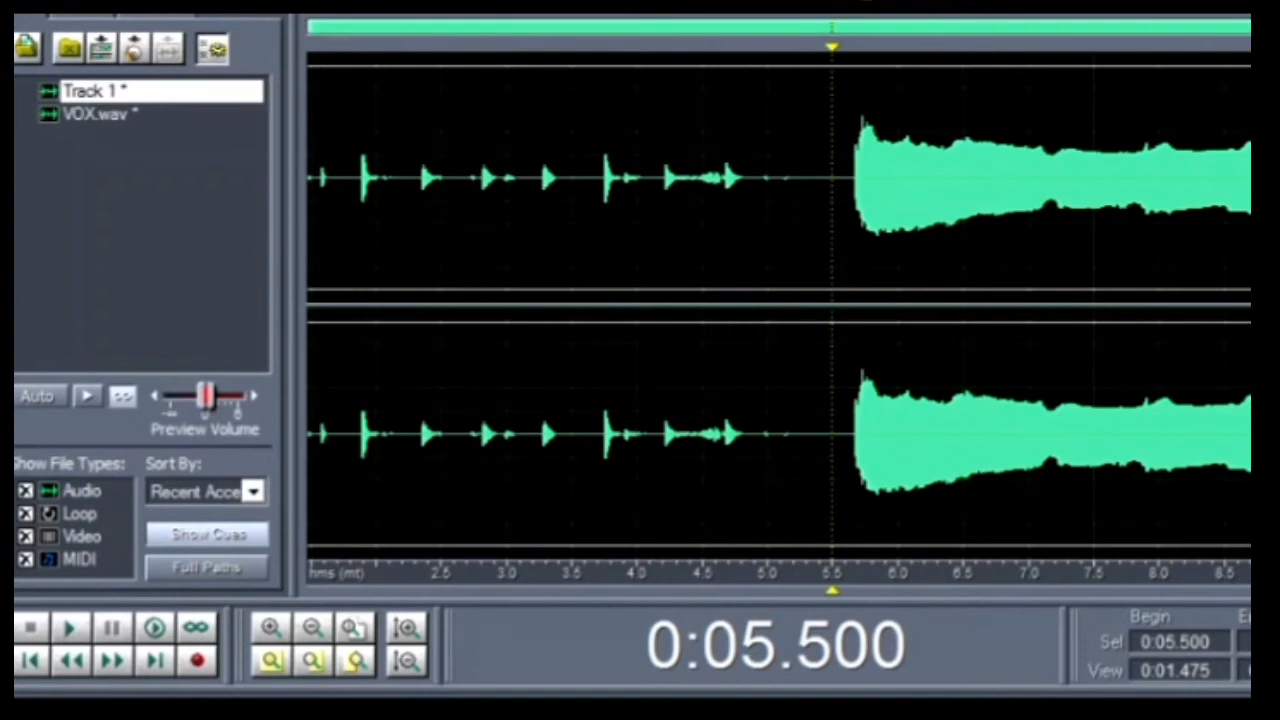 Track 1 *
VOX.wav *
Auto
Preview Volume
Show File Types:
Sort By:
Audio
Recent Acce
Loop
Video
Show Cues
MIDI
Full Paths
hms (mt) 2.5 3.0 3.5 4.0 4.5 5.0 5.5 6.0 6.5 7.0 7.5 8.0 8.5
0:05.500
Begin
Sel 0:05.500
View 0:01.475